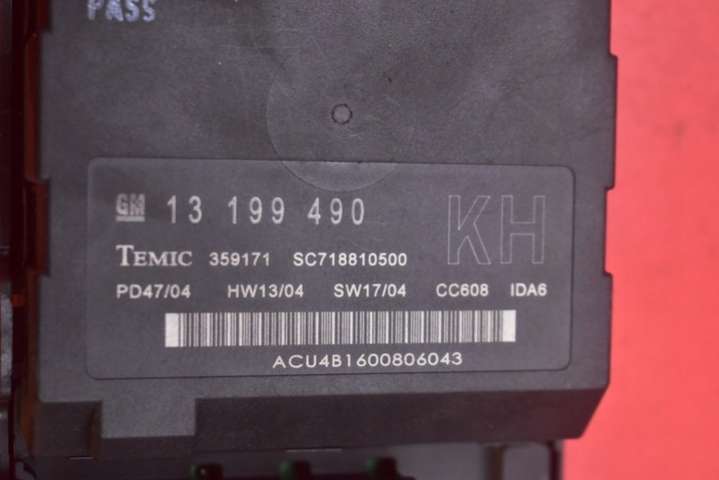 PASS
GM 13 199 490 KH
TEMIC 359171 SC718810500
PD47/04 HW13/04 SW17/04 CC608 IDA6
ACU4B1600806043